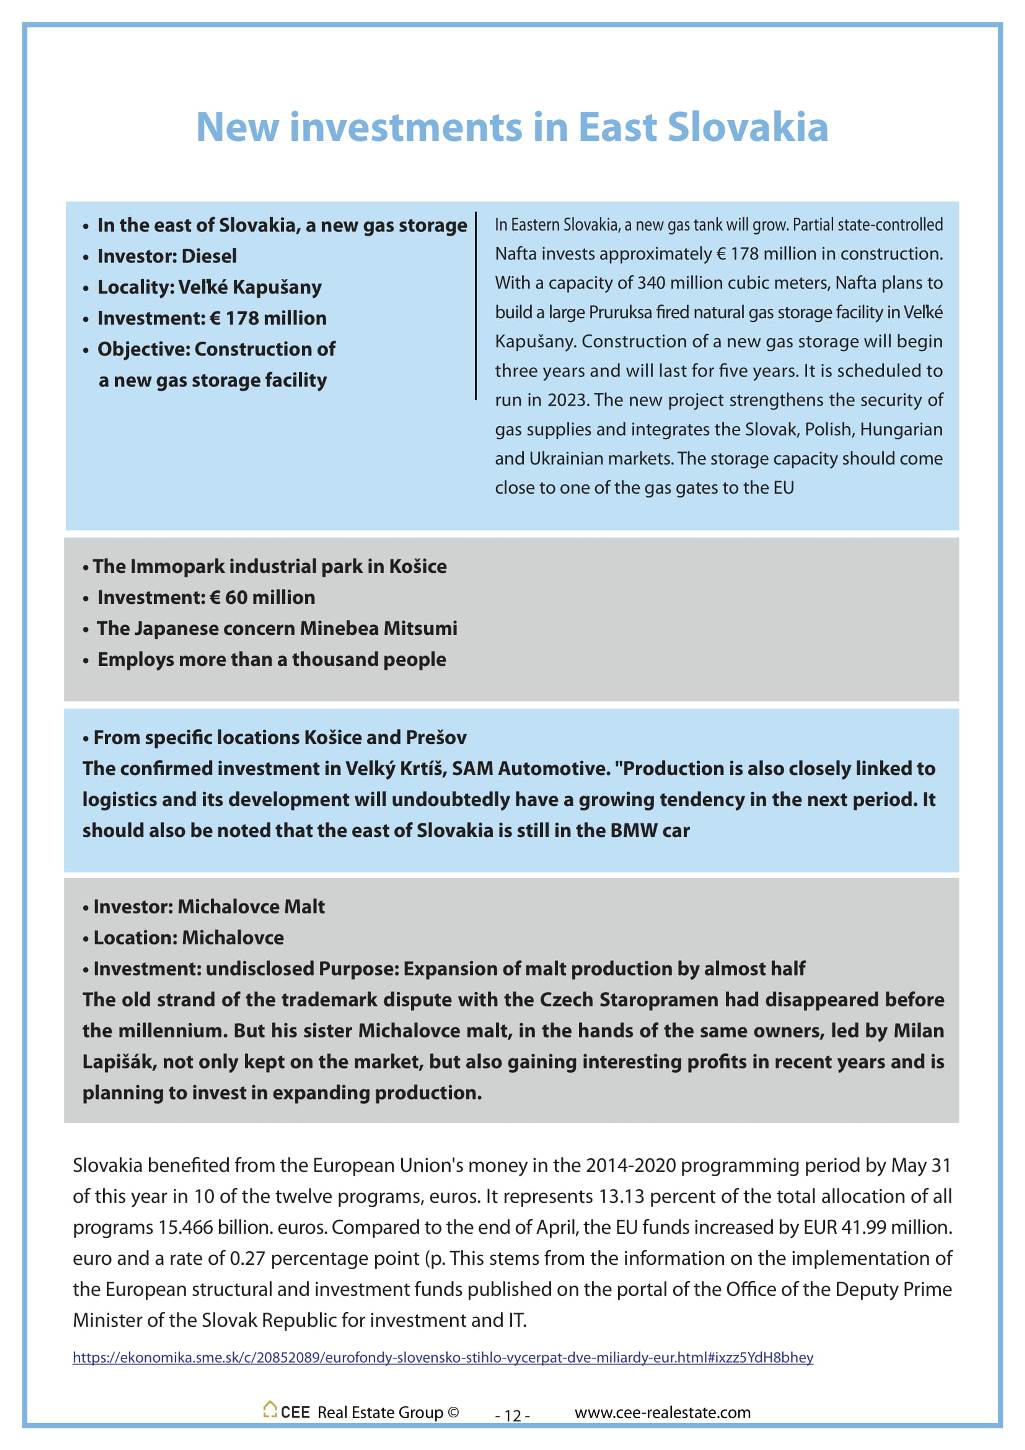 New investments in East Slovakia
• In the east of Slovakia, a new gas storage
• Investor: Diesel
• Locality: Veľké Kapušany
• Investment: € 178 million
• Objective: Construction of
a new gas storage facility
In Eastern Slovakia, a new gas tank will grow. Partial state-controlled
Nafta invests approximately € 178 million in construction.
With a capacity of 340 million cubic meters, Nafta plans to
build a large Pruruksa fired natural gas storage facility in Veľké
Kapušany. Construction of a new gas storage will begin
three years and will last for five years. It is scheduled to
run in 2023. The new project strengthens the security of
gas supplies and integrates the Slovak, Polish, Hungarian
and Ukrainian markets. The storage capacity should come
close to one of the gas gates to the EU
• The Immopark industrial park in Košice
• Investment: € 60 million
• The Japanese concern Minebea Mitsumi
• Employs more than a thousand people
• From specific locations Košice and Prešov
The confirmed investment in Velký Krtíš, SAM Automotive. "Production is also closely linked to
logistics and its development will undoubtedly have a growing tendency in the next period. It
should also be noted that the east of Slovakia is still in the BMW car
• Investor: Michalovce Malt
• Location: Michalovce
• Investment: undisclosed Purpose: Expansion of malt production by almost half
The old strand of the trademark dispute with the Czech Staropramen had disappeared before
the millennium. But his sister Michalovce malt, in the hands of the same owners, led by Milan
Lapišák, not only kept on the market, but also gaining interesting profits in recent years and is
planning to invest in expanding production.
Slovakia benefited from the European Union's money in the 2014-2020 programming period by May 31
of this year in 10 of the twelve programs, euros. It represents 13.13 percent of the total allocation of all
programs 15.466 billion. euros. Compared to the end of April, the EU funds increased by EUR 41.99 million.
euro and a rate of 0.27 percentage point (p. This stems from the information on the implementation of
the European structural and investment funds published on the portal of the Office of the Deputy Prime
Minister of the Slovak Republic for investment and IT.
https://ekonomika.sme.sk/c/20852089/eurofondy-slovensko-stihlo-vycerpat-dve-miliardy-eur.html#ixzz5YdH8bhey
CEE Real Estate Group © - 12 - www.cee-realestate.com